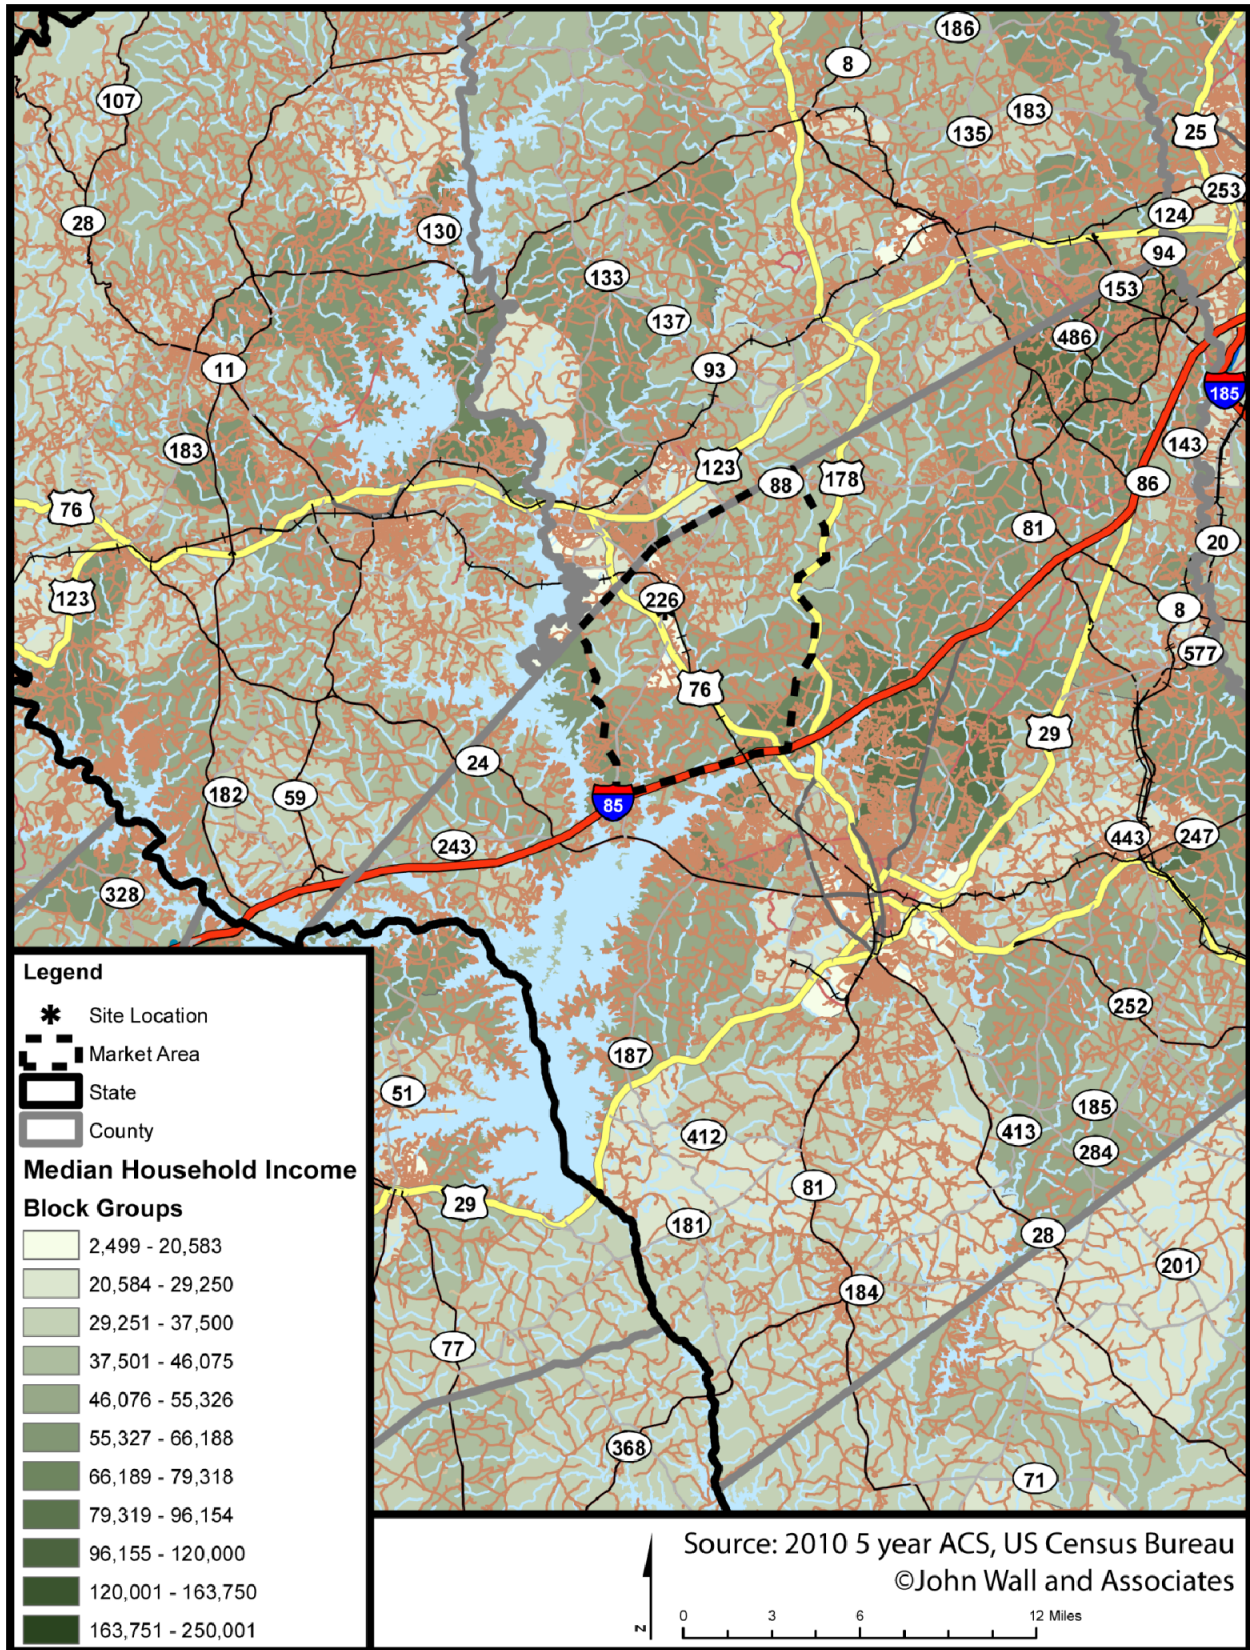 186
8
107
183
135
25
253
28
124
130
94
133
153
137
486
11
93
185
183
143
123
88
178
86
76
81
20
123
226
8
577
76
29
24
182
59
85
443
247
243
328
252
187
51
185
412
413
284
81
29
181
28
201
184
77
368
71
Legend
Site Location
Market Area
State
County
Median Household Income
Block Groups
2,499 - 20,583
20,584 - 29,250
29,251 - 37,500
37,501 - 46,075
46,076 - 55,326
55,327 - 66,188
66,189 - 79,318
79,319 - 96,154
96,155 - 120,000
120,001 - 163,750
163,751 - 250,001
Source: 2010 5 year ACS, US Census Bureau
©John Wall and Associates
N
0 3 6 12 Miles